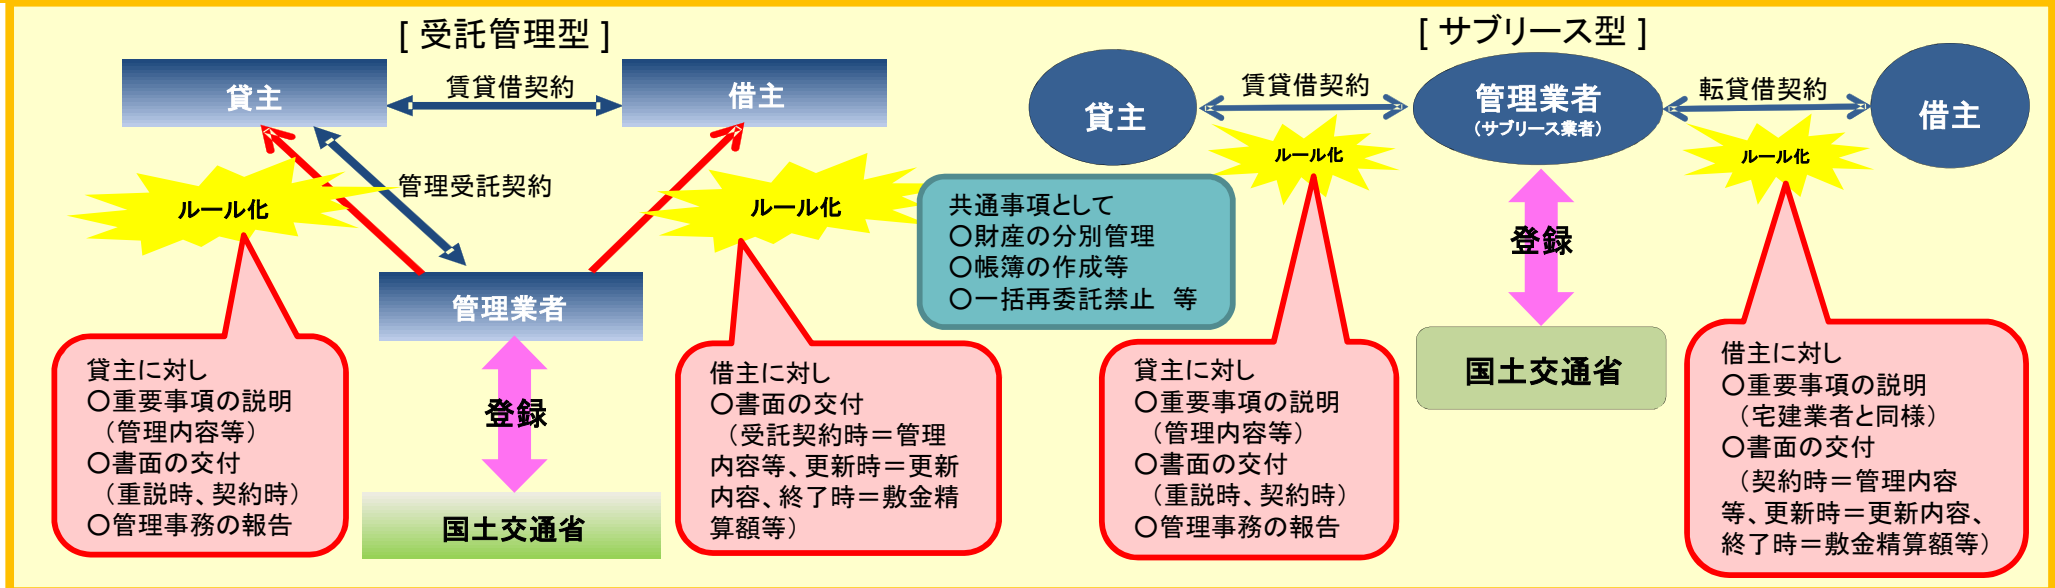 [ 受託管理型 ]
貸主
賃貸借契約
借主
管理受託契約
ルール化
ルール化
管理業者
登録
国土交通省
貸主に対し
○重要事項の説明
（管理内容等）
○書面の交付
（重説時、契約時）
○管理事務の報告
借主に対し
○書面の交付
（受託契約時＝管理
内容等、更新時＝更新
内容、終了時＝敷金精
算額等）
共通事項として
○財産の分別管理
○帳簿の作成等
○一括再委託禁止　等
[ サブリース型 ]
貸主
賃貸借契約
管理業者
（サブリース業者）
転貸借契約
借主
ルール化
ルール化
登録
国土交通省
貸主に対し
○重要事項の説明
（管理内容等）
○書面の交付
（重説時、契約時）
○管理事務の報告
借主に対し
○重要事項の説明
（宅建業者と同様）
○書面の交付
（契約時＝管理内容
等、更新時＝更新内容、
終了時＝敷金精算額等）